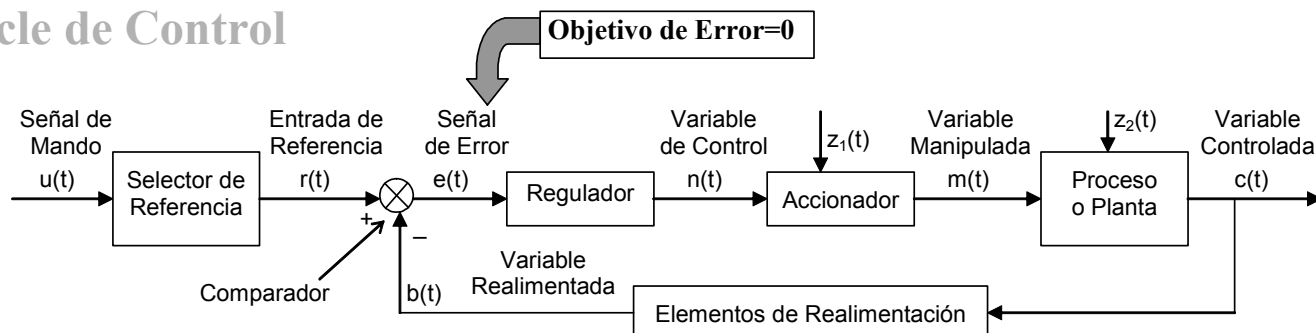 cle de Control
Objetivo de Error=0
Señal de
Mando
u(t)
Selector de
Referencia
Entrada de
Referencia
r(t)
+
–
Comparador
Señal
de Error
e(t)
Regulador
Variable
de Control
n(t)
z1(t)
Accionador
Variable
Manipulada
m(t)
z2(t)
Proceso
o Planta
Variable
Controlada
c(t)
Variable
Realimentada
b(t)
Elementos de Realimentación